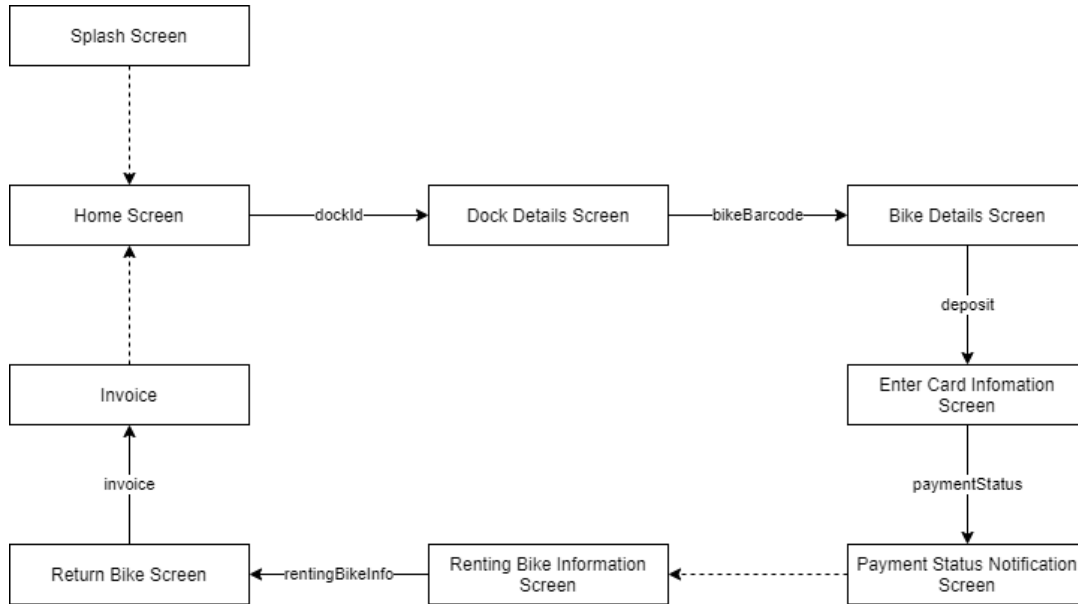 Splash Screen
Home Screen
dockId
Dock Details Screen
bikeBarcode
Bike Details Screen
deposit
Invoice
Enter Card Infomation
Screen
invoice
paymentStatus
Return Bike Screen
rentingBikeInfo
Renting Bike Information
Screen
Payment Status Notification
Screen